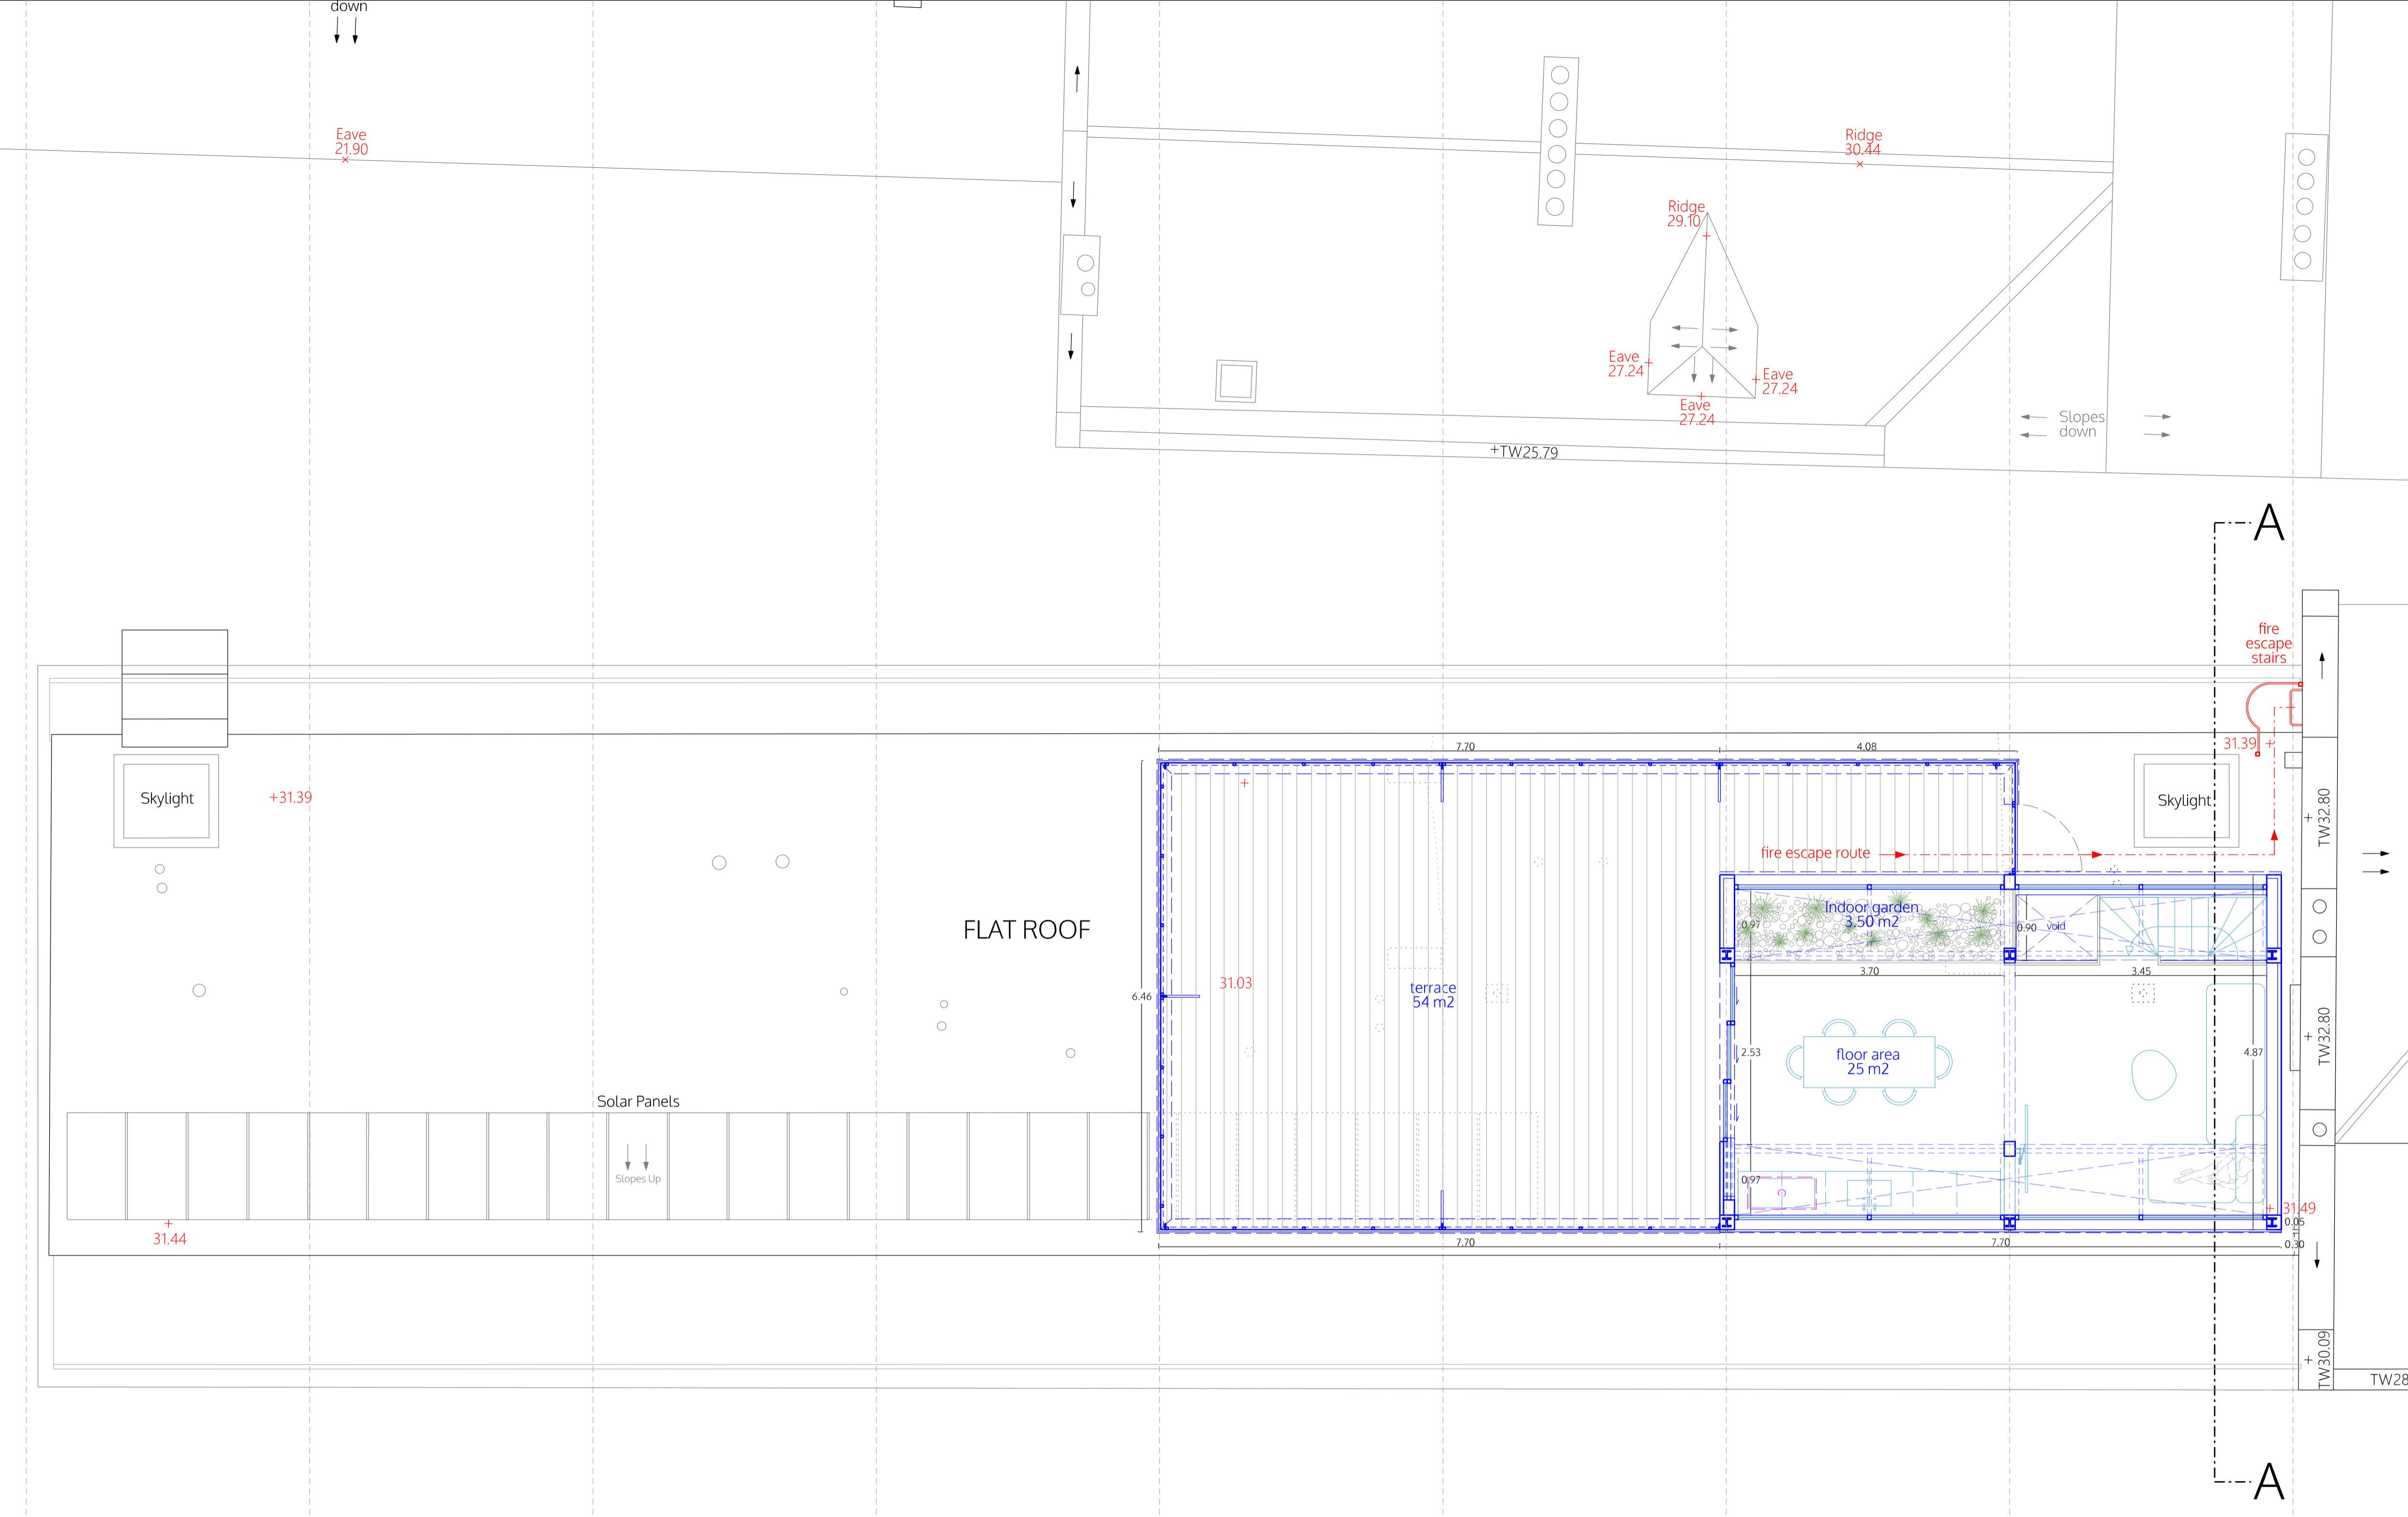 down
Eave
21.90
Ridge
30.44
Ridge
29.10
Eave
27.24
Eave
27.24
Eave
27.24
Slopes
down
+TW25.79
A
fire
escape
stairs
31.39
7.70
4.08
Skylight
+31.39
Skylight
TW32.80
fire escape route
FLAT ROOF
Indoor garden
3.50 m2
0.97
0.90
void
3.70
3.45
31.03
6.46
terrace
54 m2
TW32.80
2.53
floor area
25 m2
4.87
Solar Panels
Slopes Up
0.97
31.44
31.49
0.05
7.70
7.70
0.30
TW30.09
TW28
A